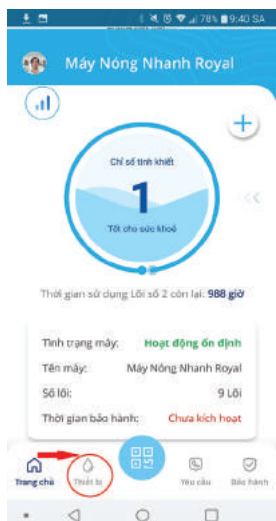 78% 9:40 SA
Máy Nóng Nhanh Royal
Chỉ số tinh khiết
1
Tốt cho sức khoẻ
Thời gian sử dụng Lõi số 2 còn lại: 988 giờ
Tình trạng máy: Hoạt động ổn định
Tên máy: Máy Nóng Nhanh Royal
Số lõi: 9 Lõi
Thời gian bảo hành: Chưa kích hoạt
Trang chủ Thiết bị Yêu cầu Bảo hành